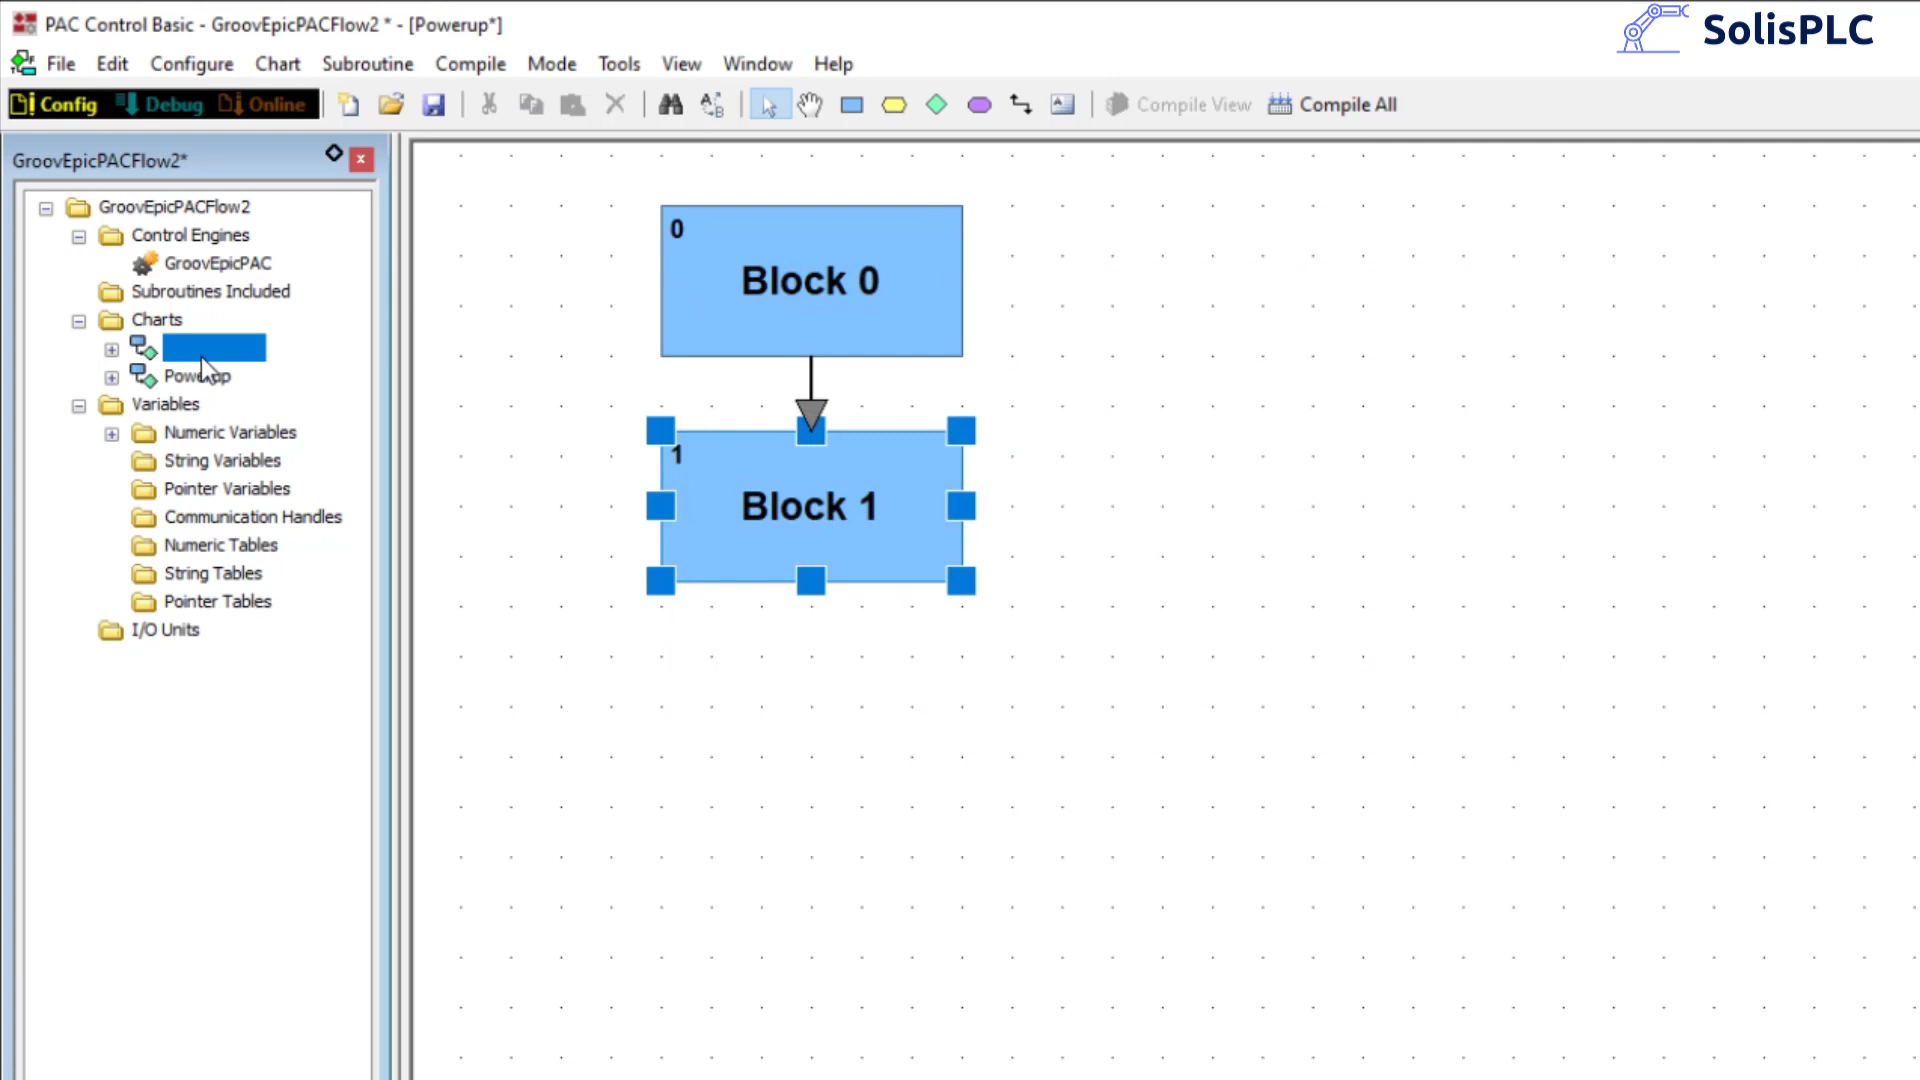 PAC Control Basic - GroovEpicPACFlow2 * - [Powerup*]
SolisPLC
File Edit Configure Chart Subroutine Compile Mode Tools View Window Help
Config Debug Online Compile View Compile All
GroovEpicPACFlow2*
GroovEpicPACFlow2
Control Engines
GroovEpicPAC
Subroutines Included
Charts
Powerup
Variables
Numeric Variables
String Variables
Pointer Variables
Communication Handles
Numeric Tables
String Tables
Pointer Tables
I/O Units
0
Block 0
1
Block 1